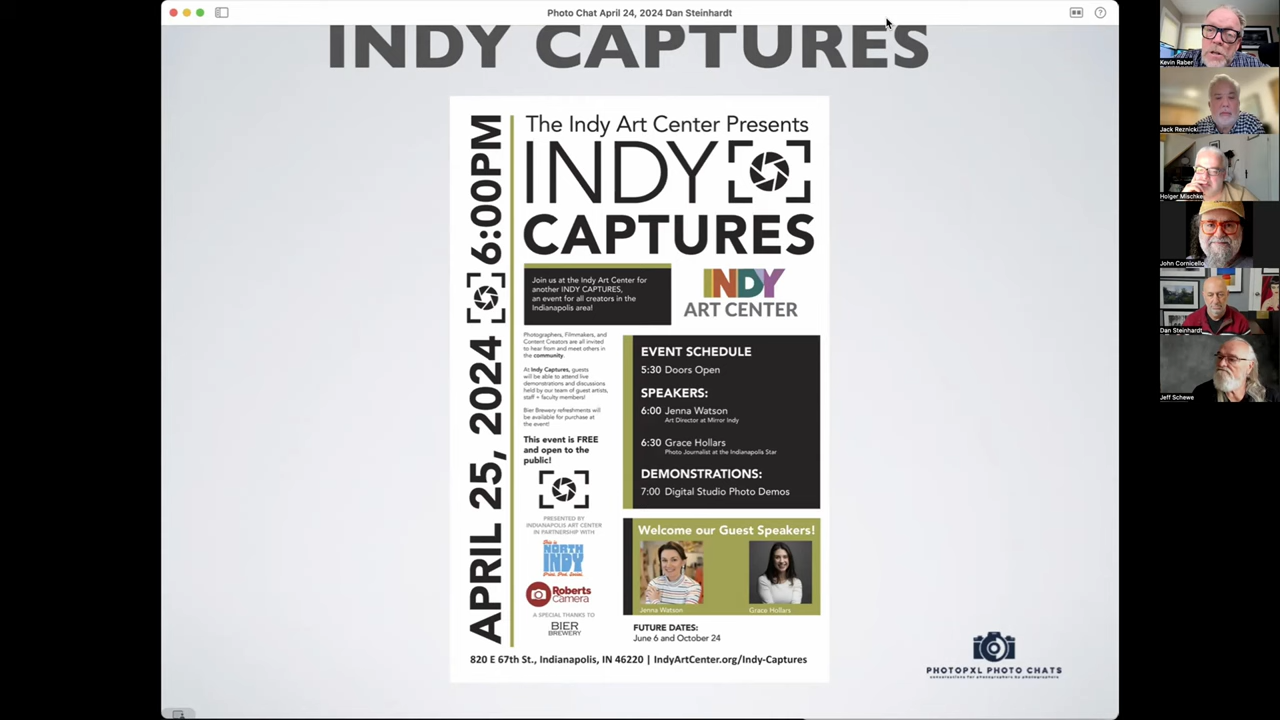 Photo Chat April 24, 2024 Dan Steinhardt
INDY CAPTURES
APRIL 25, 2024 6:00PM
The Indy Art Center Presents
INDY
CAPTURES
Join us at the Indy Art Center for
another INDY CAPTURES,
an event for all creators in the
Indianapolis area!
INDY
ART CENTER
Photographers, Filmmakers, and
Content Creators are all invited
to hear from and meet others in
the community.
At Indy Captures, guests
will be able to attend live
demonstrations and discussions
held by our team of guest artists,
staff + faculty members!
Bier Brewery refreshments will
be available for purchase at
the event!
This event is FREE
and open to the
public!
PRESENTED BY
INDIANAPOLIS ART CENTER
IN PARTNERSHIP WITH
This is
NORTH
INDY
Roberts
Camera
A SPECIAL THANKS TO
BIER
BREWERY
EVENT SCHEDULE
5:30 Doors Open
SPEAKERS:
6:00 Jenna Watson
Art Director at Mirror Indy
6:30 Grace Hollars
Photo Journalist at the Indianapolis Star
DEMONSTRATIONS:
7:00 Digital Studio Photo Demos
Welcome our Guest Speakers!
Jenna Watson
Grace Hollars
FUTURE DATES:
June 6 and October 24
820 E 67th St., Indianapolis, IN 46220 | IndyArtCenter.org/Indy-Captures
PHOTOPXL PHOTO CHATS
conversations for photographers by photographers
Kevin Raber
Jack Reznicki
Holger Mischke
John Cornicello
Dan Steinhardt
Jeff Schewe